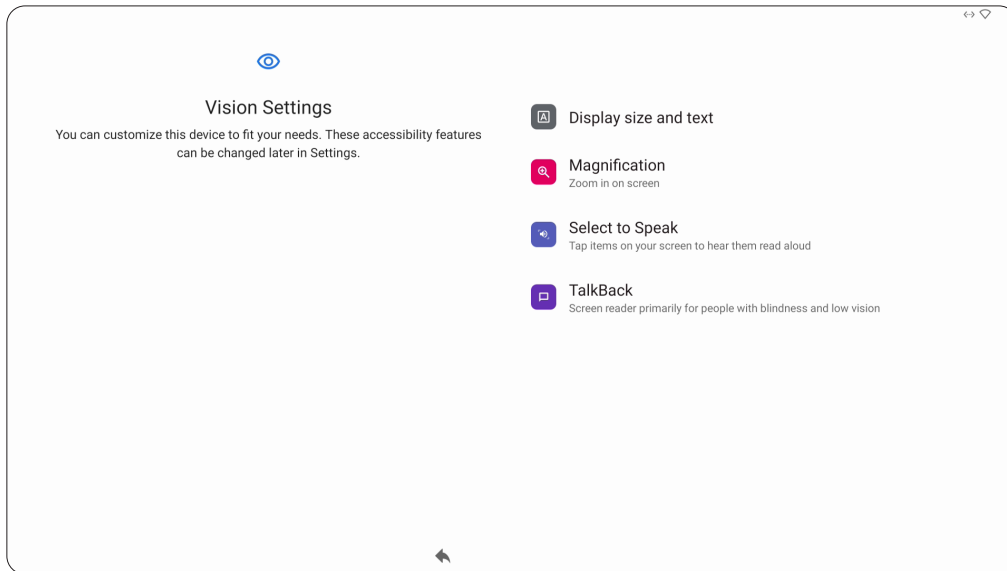 Vision Settings
You can customize this device to fit your needs. These accessibility features
can be changed later in Settings.
Display size and text
Magnification
Zoom in on screen
Select to Speak
Tap items on your screen to hear them read aloud
TalkBack
Screen reader primarily for people with blindness and low vision